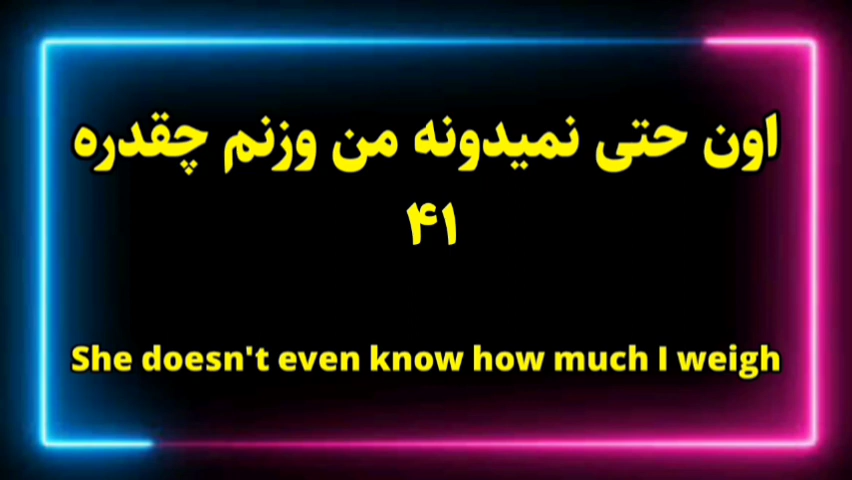 اون حتی نمیدونه من وزنم چقدره
۴۱
She doesn't even know how much I weigh